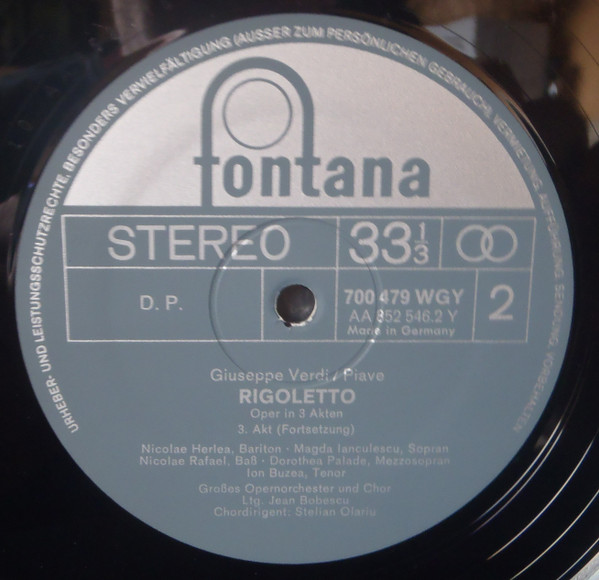 URHEBER- UND LEISTUNGSSCHUTZRECHTE, BESONDERS VERVIELFÄLTIGUNG (AUSSER ZUM PERSÖNLICHEN GEBRAUCH), VERMIETUNG, AUFFÜHRUNG, SENDUNG, VORBEHALTEN
fontana
STEREO 33 1/3
D. P. 700 479 WGY 2
AA 852 546.2 Y
Made in Germany
Giuseppe Verdi / Piave
RIGOLETTO
Oper in 3 Akten
3. Akt (Fortsetzung)
Nicolae Herlea, Bariton · Magda Ianculescu, Sopran
Nicolae Rafael, Baß · Dorothea Palade, Mezzosopran
Ion Buzea, Tenor
Großes Opernorchester und Chor
Ltg. Jean Bobescu
Chordirigent: Stelian Olariu